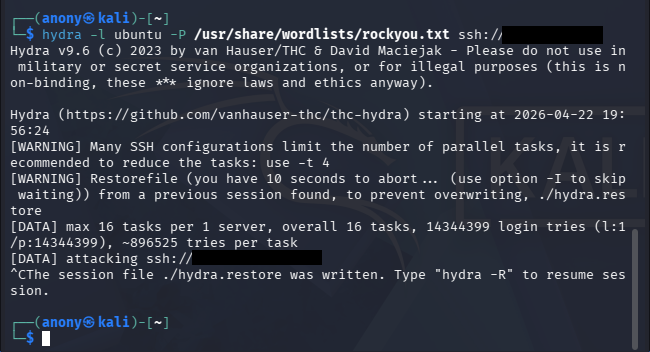 ┌──(anony㉿kali)-[~]
└─$ hydra -l ubuntu -P /usr/share/wordlists/rockyou.txt ssh://
Hydra v9.6 (c) 2023 by van Hauser/THC & David Maciejak - Please do not use in
 military or secret service organizations, or for illegal purposes (this is n
on-binding, these *** ignore laws and ethics anyway).

Hydra (https://github.com/vanhauser-thc/thc-hydra) starting at 2026-04-22 19:
56:24
[WARNING] Many SSH configurations limit the number of parallel tasks, it is r
ecommended to reduce the tasks: use -t 4
[WARNING] Restorefile (you have 10 seconds to abort... (use option -I to skip
 waiting)) from a previous session found, to prevent overwriting, ./hydra.res
tore
[DATA] max 16 tasks per 1 server, overall 16 tasks, 14344399 login tries (l:1
/p:14344399), ~896525 tries per task
[DATA] attacking ssh://
^CThe session file ./hydra.restore was written. Type "hydra -R" to resume ses
sion.

┌──(anony㉿kali)-[~]
└─$